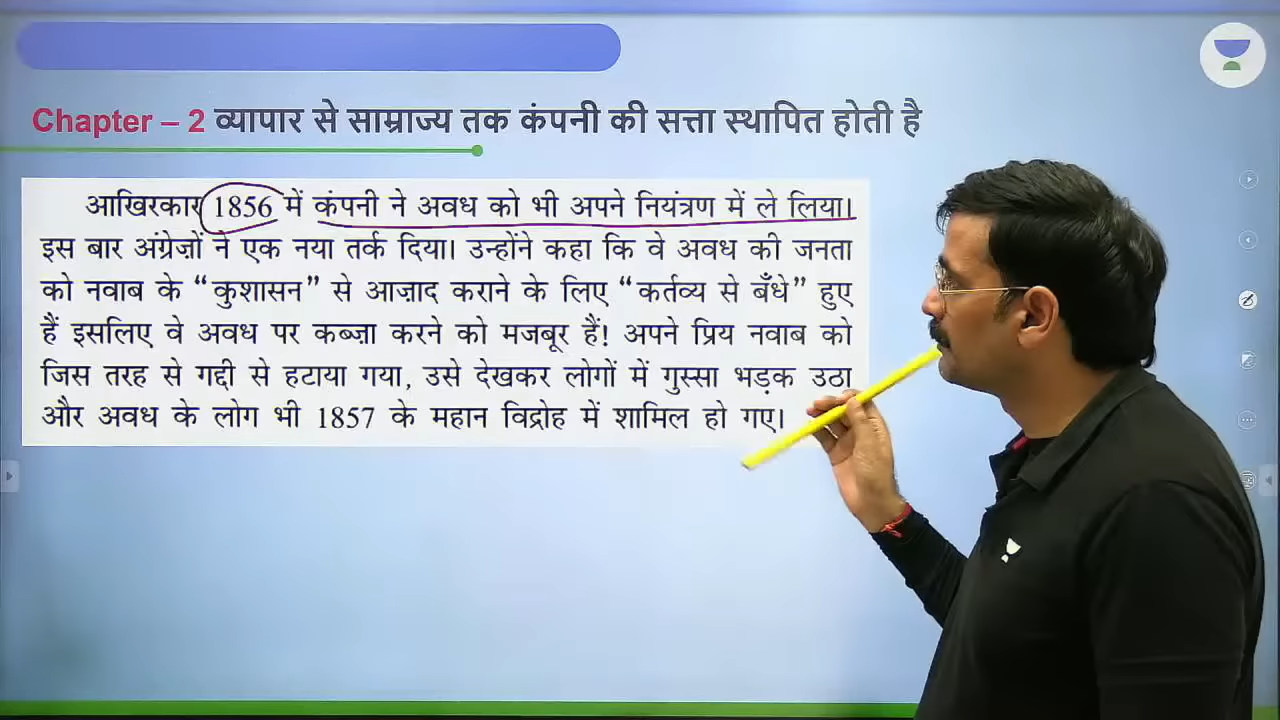 Chapter – 2 व्यापार से साम्राज्य तक कंपनी की सत्ता स्थापित होती है
आखिरकार 1856 में कंपनी ने अवध को भी अपने नियंत्रण में ले लिया।
इस बार अंग्रेज़ों ने एक नया तर्क दिया। उन्होंने कहा कि वे अवध की जनता
को नवाब के “कुशासन” से आज़ाद कराने के लिए “कर्तव्य से बँधे” हुए
हैं इसलिए वे अवध पर कब्ज़ा करने को मजबूर हैं! अपने प्रिय नवाब को
जिस तरह से गद्दी से हटाया गया, उसे देखकर लोगों में गुस्सा भड़क उठा
और अवध के लोग भी 1857 के महान विद्रोह में शामिल हो गए।